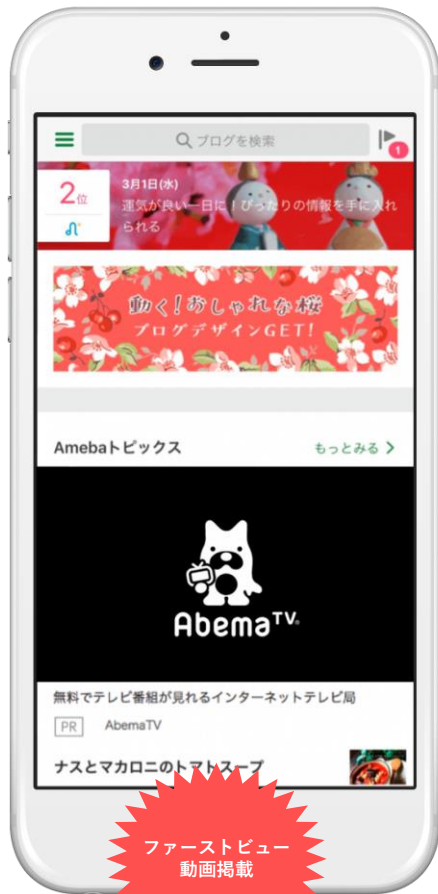 ブログを検索
1
2位
3月1日(水)
運気が良い一日に!ぴったりの情報を手に入れ
られる
動く!おしゃれな桜
ブログデザインGET!
Amebaトピックス
もっとみる
AbemaTV.
無料でテレビ番組が見れるインターネットテレビ局
PR AbemaTV
ナスとマカロニのトマトスープ
ファーストビュー
動画掲載